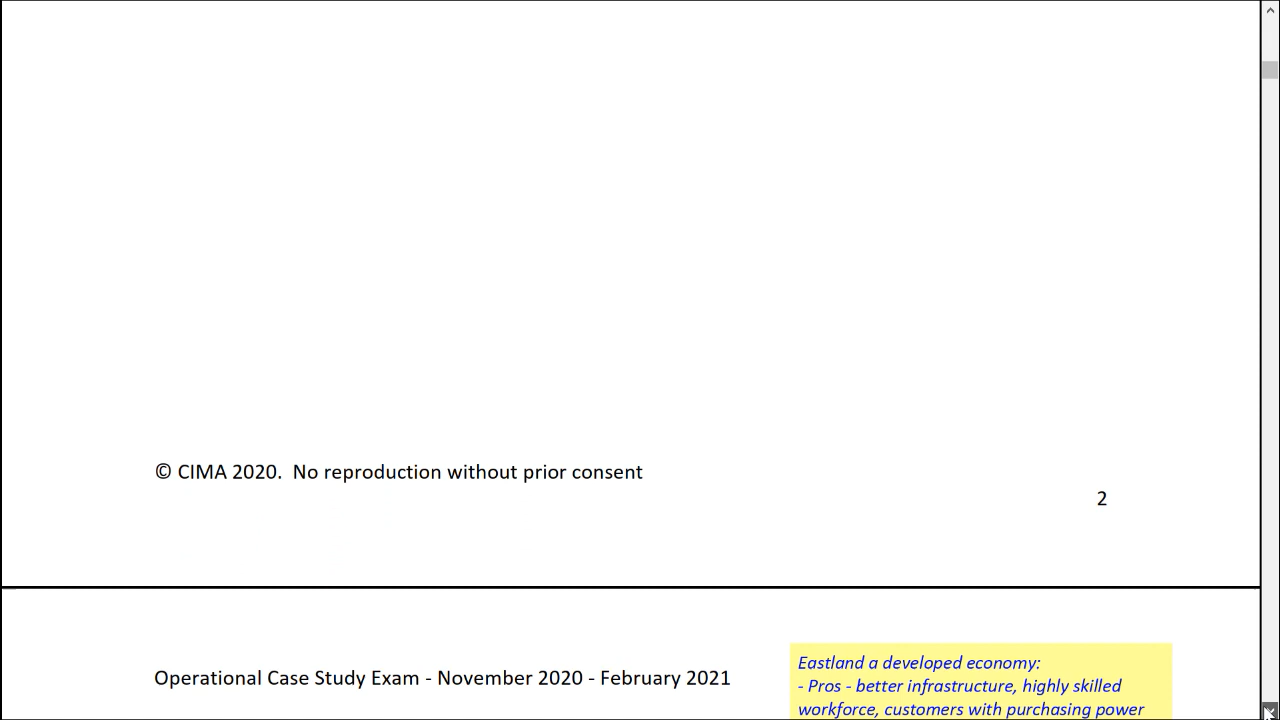 © CIMA 2020.  No reproduction without prior consent
2
Operational Case Study Exam - November 2020 - February 2021
Eastland a developed economy:
- Pros - better infrastructure, highly skilled
workforce, customers with purchasing power